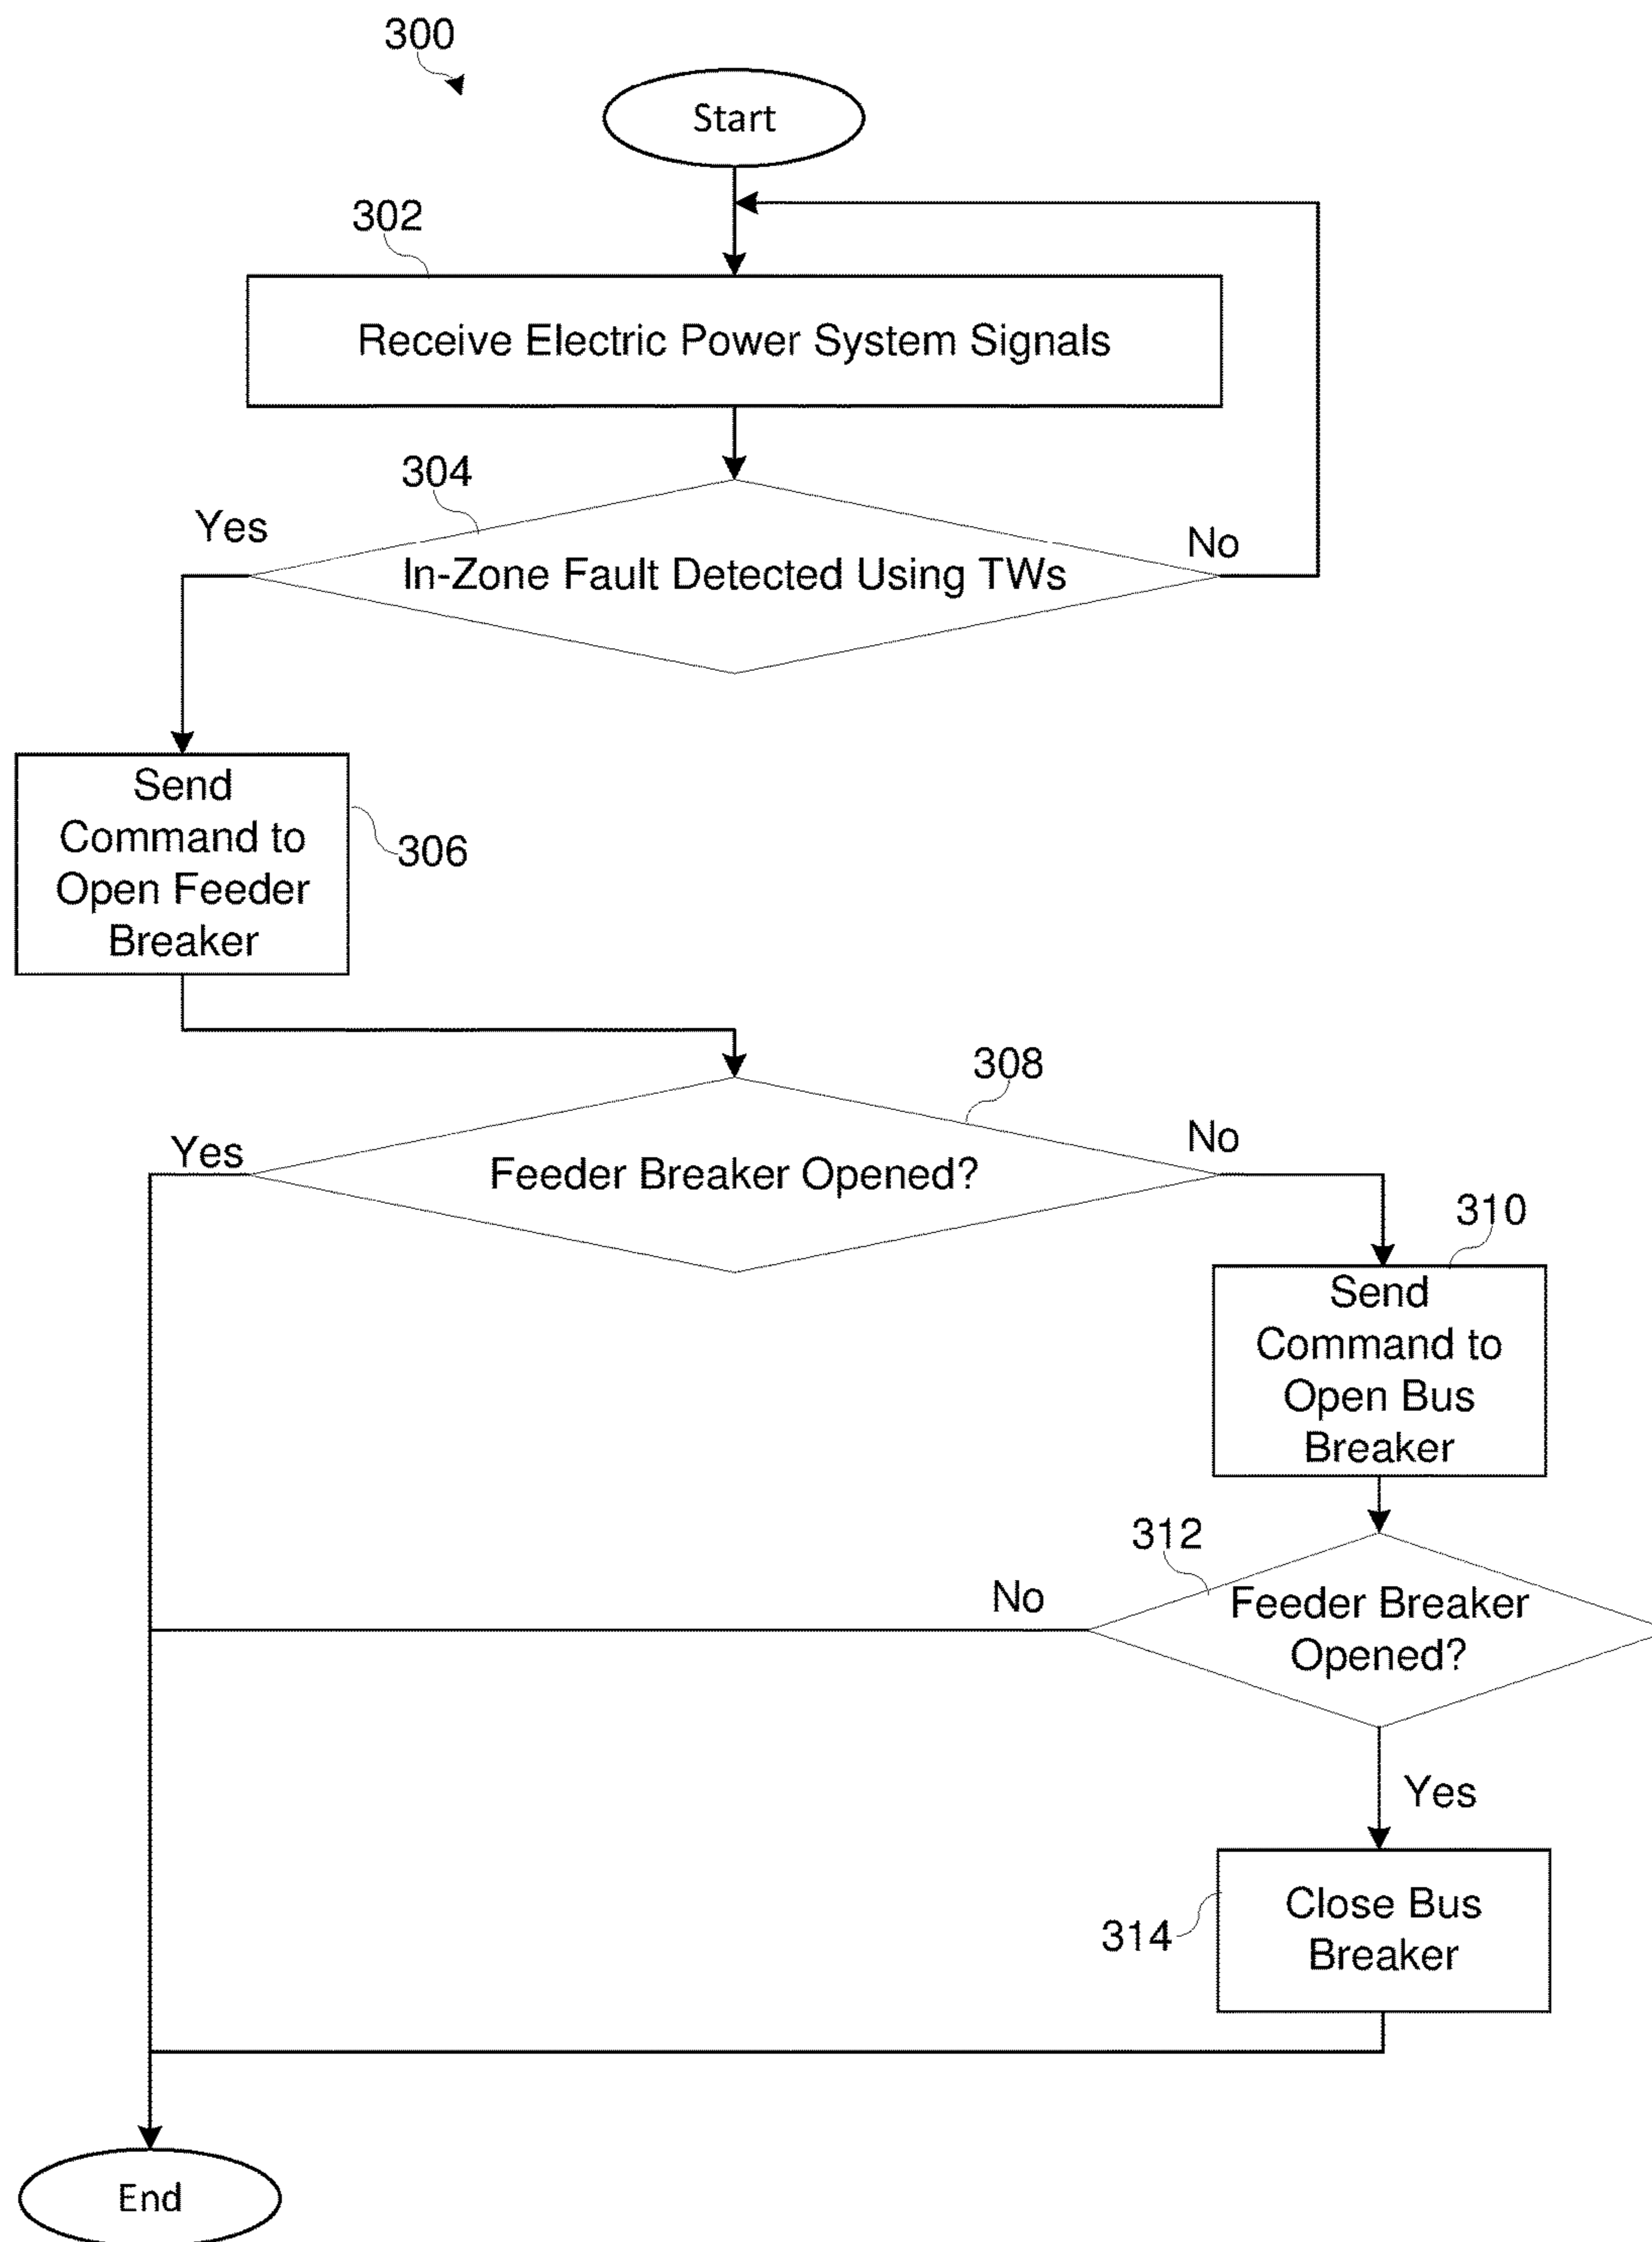 300
Start
302
Receive Electric Power System Signals
304
Yes
No
In-Zone Fault Detected Using TWs
Send
Command to
Open Feeder
Breaker
306
308
Yes
No
Feeder Breaker Opened?
310
Send
Command to
Open Bus
Breaker
312
No
Feeder Breaker
Opened?
Yes
Close Bus
Breaker
314
End